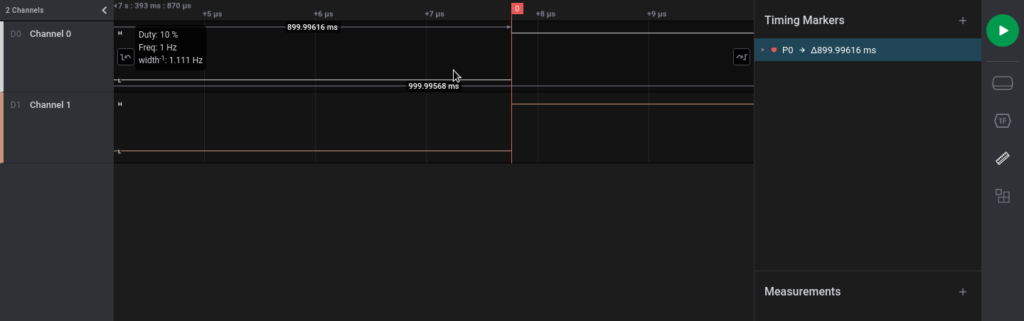 2 Channels
+7 s : 393 ms : 870 µs
+5 µs
+6 µs
+7 µs
0
+8 µs
+9 µs
D0 Channel 0
H
L
899.99616 ms
Duty: 10 %
Freq: 1 Hz
width-1: 1.111 Hz
999.99568 ms
D1 Channel 1
H
L
Timing Markers
P0 → Δ899.99616 ms
1F
Measurements